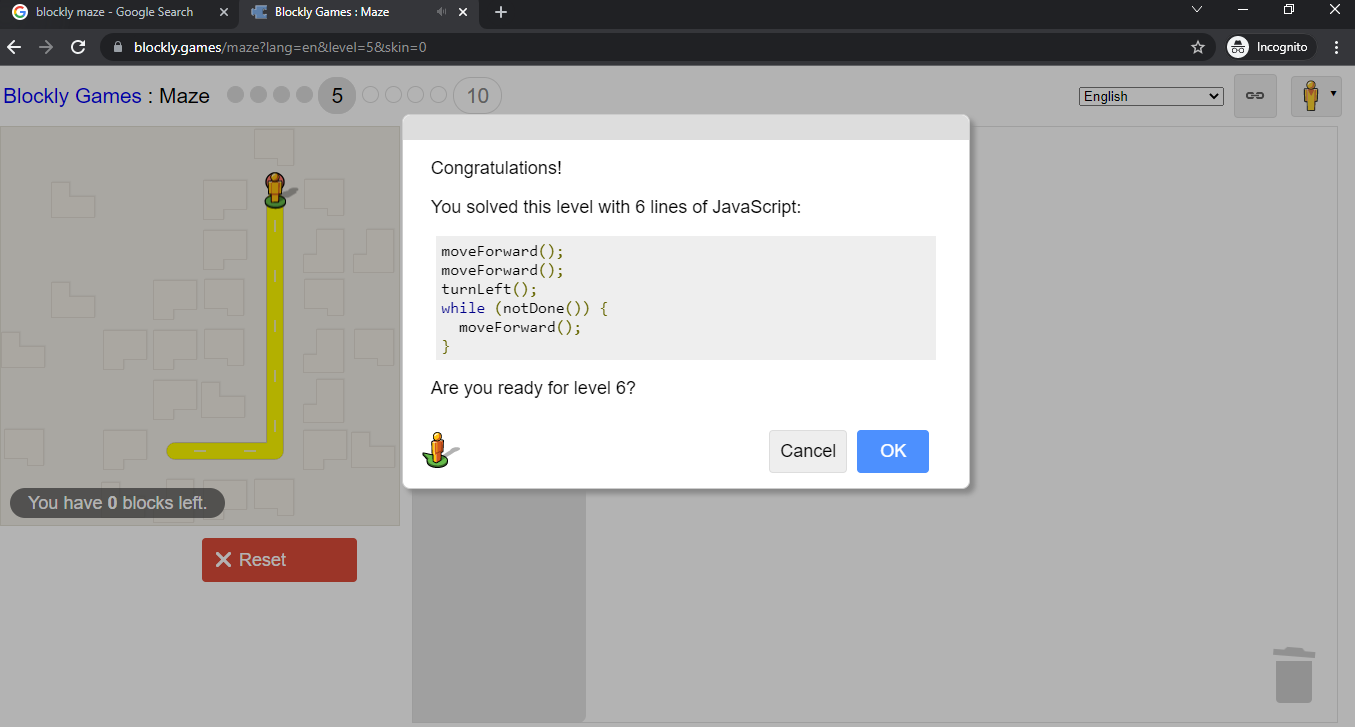 blockly maze - Google Search
Blockly Games : Maze
blockly.games/maze?lang=en&level=5&skin=0
Incognito
Blockly Games : Maze 5 10
English
Congratulations!
You solved this level with 6 lines of JavaScript:
moveForward();
moveForward();
turnLeft();
while (notDone()) {
  moveForward();
}
Are you ready for level 6?
Cancel
OK
You have 0 blocks left.
Reset